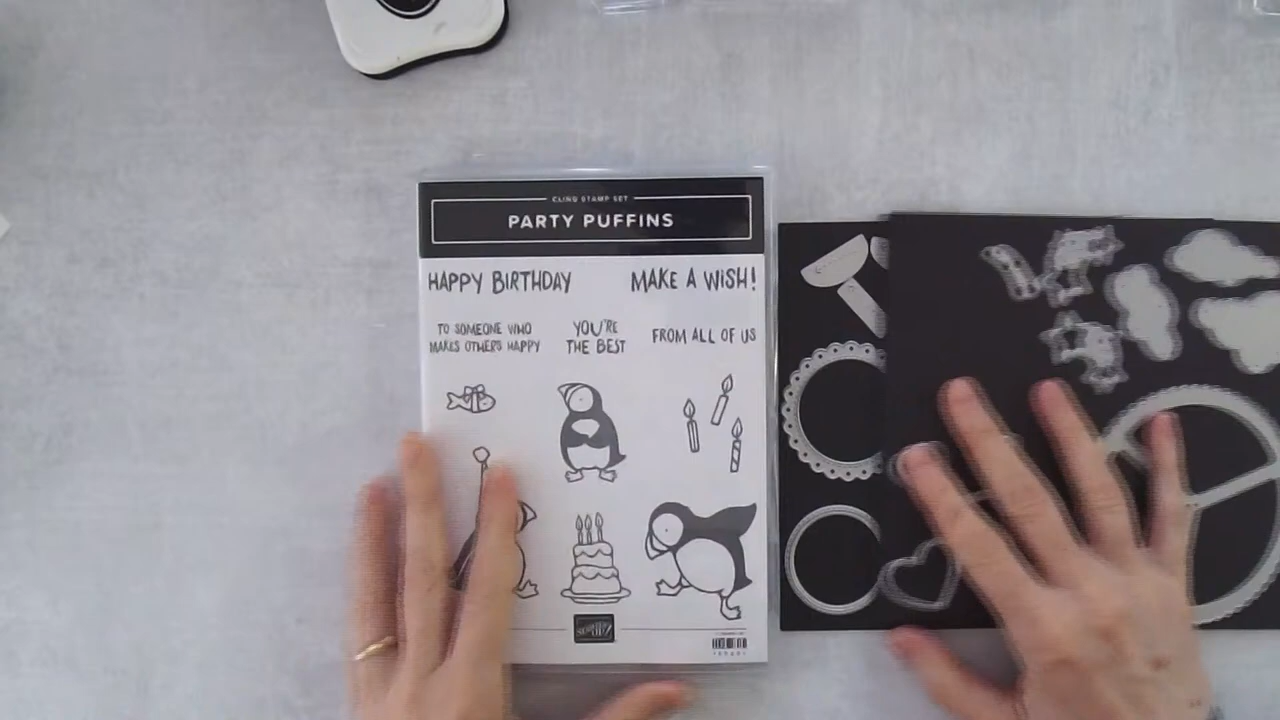 CLING STAMP SET
PARTY PUFFINS
HAPPY BIRTHDAY
MAKE A WISH!
TO SOMEONE WHO
MAKES OTHERS HAPPY
YOU'RE
THE BEST
FROM ALL OF US